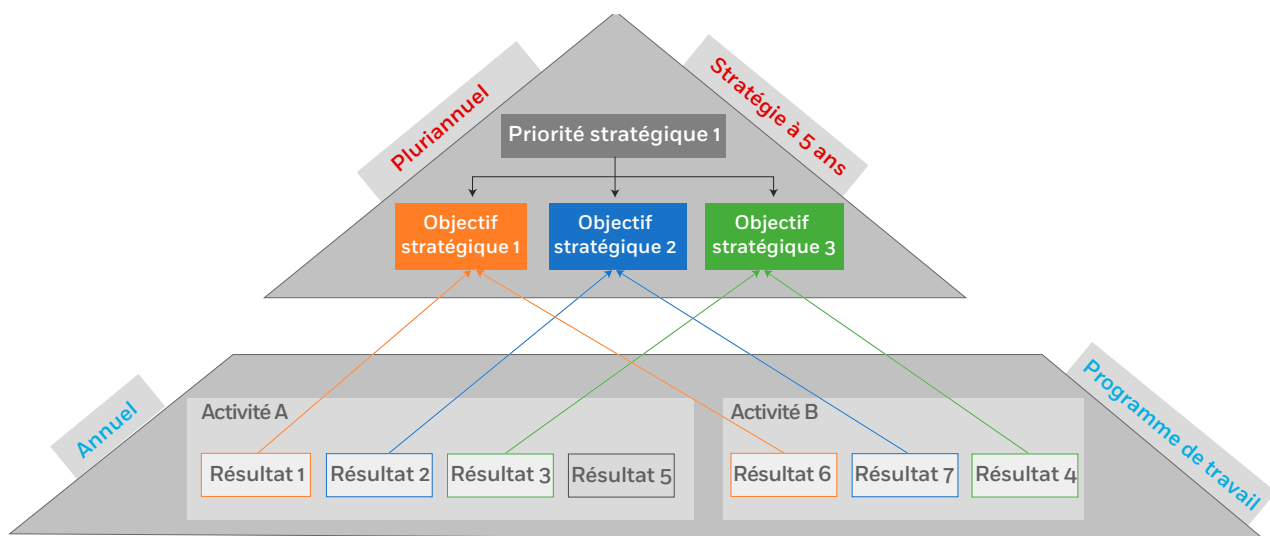 Pluriannuel
Stratégie à 5 ans
Priorité stratégique 1
Objectif
stratégique 1
Objectif
stratégique 2
Objectif
stratégique 3
Annuel
Programme de travail
Activité A
Résultat 1
Résultat 2
Résultat 3
Résultat 5
Activité B
Résultat 6
Résultat 7
Résultat 4